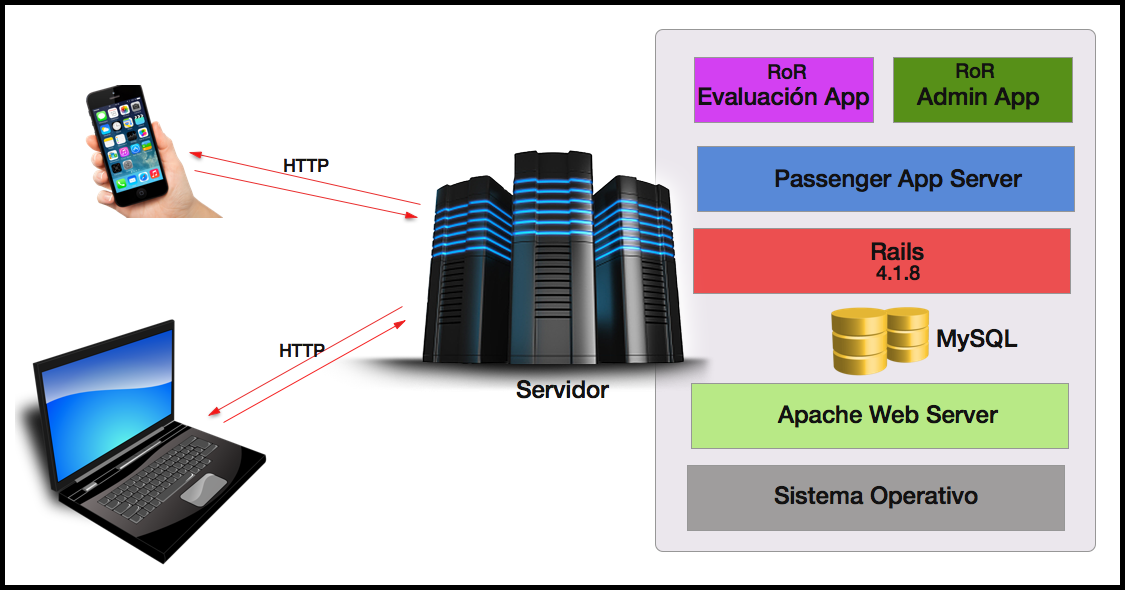 RoR
Evaluación App
RoR
Admin App
HTTP
Passenger App Server
Rails
4.1.8
MySQL
HTTP
Servidor
Apache Web Server
Sistema Operativo